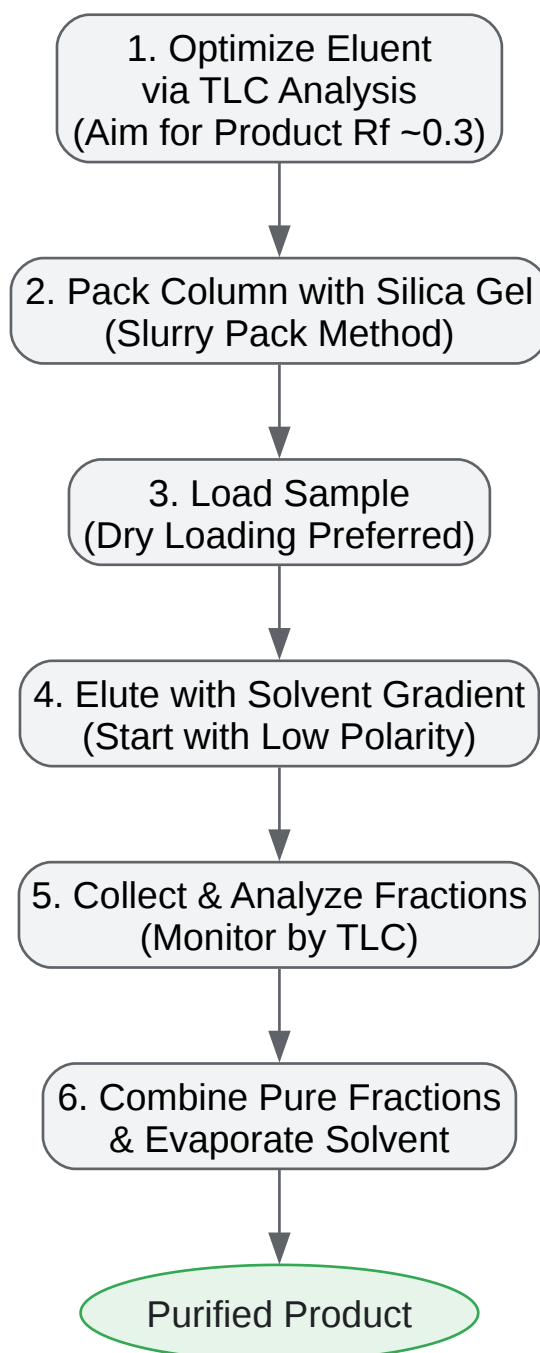 1. Optimize Eluent
via TLC Analysis
(Aim for Product Rf ~0.3)
2. Pack Column with Silica Gel
(Slurry Pack Method)
3. Load Sample
(Dry Loading Preferred)
4. Elute with Solvent Gradient
(Start with Low Polarity)
5. Collect & Analyze Fractions
(Monitor by TLC)
6. Combine Pure Fractions
& Evaporate Solvent
Purified Product